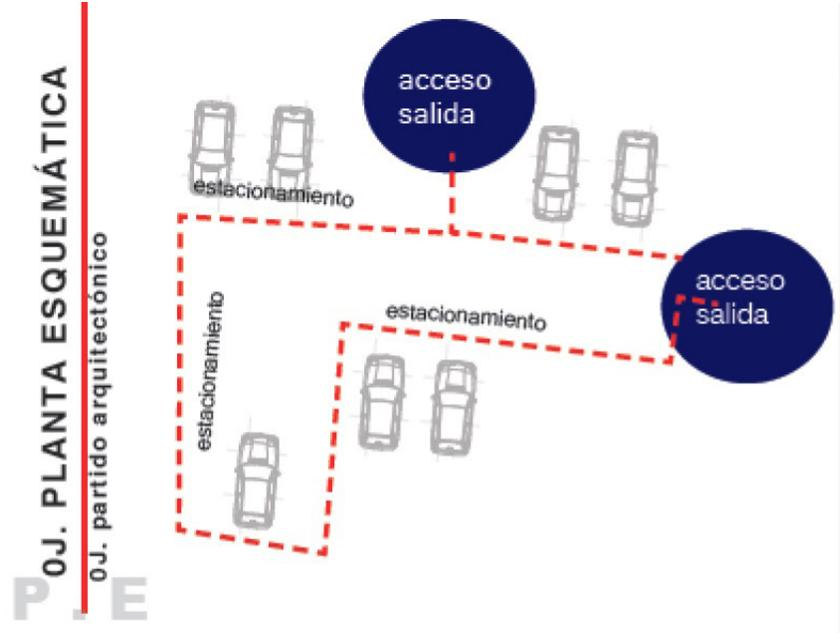 0J. PLANTA ESQUEMÁTICA
0J. partido arquitectónico
P.E
acceso
salida
estacionamiento
acceso
salida
estacionamiento
estacionamiento